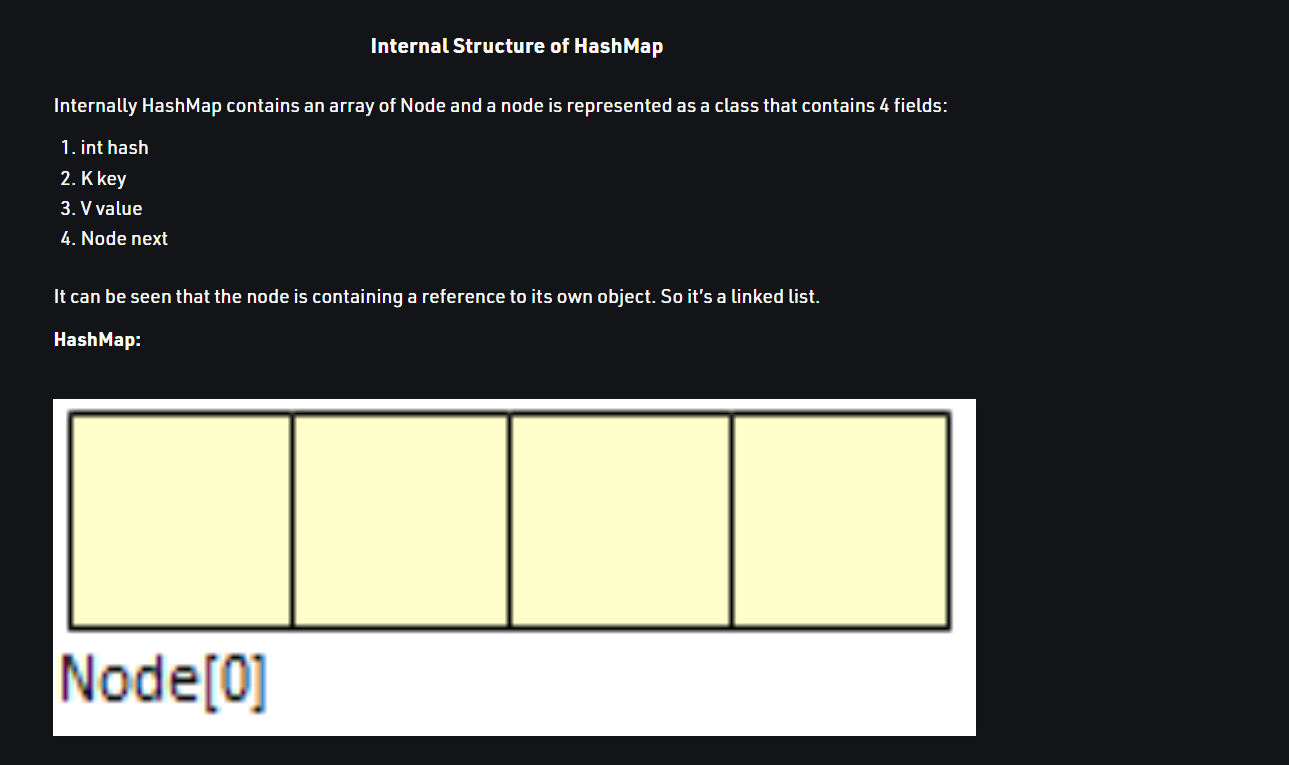 Internal Structure of HashMap
Internally HashMap contains an array of Node and a node is represented as a class that contains 4 fields:
1. int hash
2. K key
3. V value
4. Node next
It can be seen that the node is containing a reference to its own object. So it's a linked list.
HashMap:
Node[0]